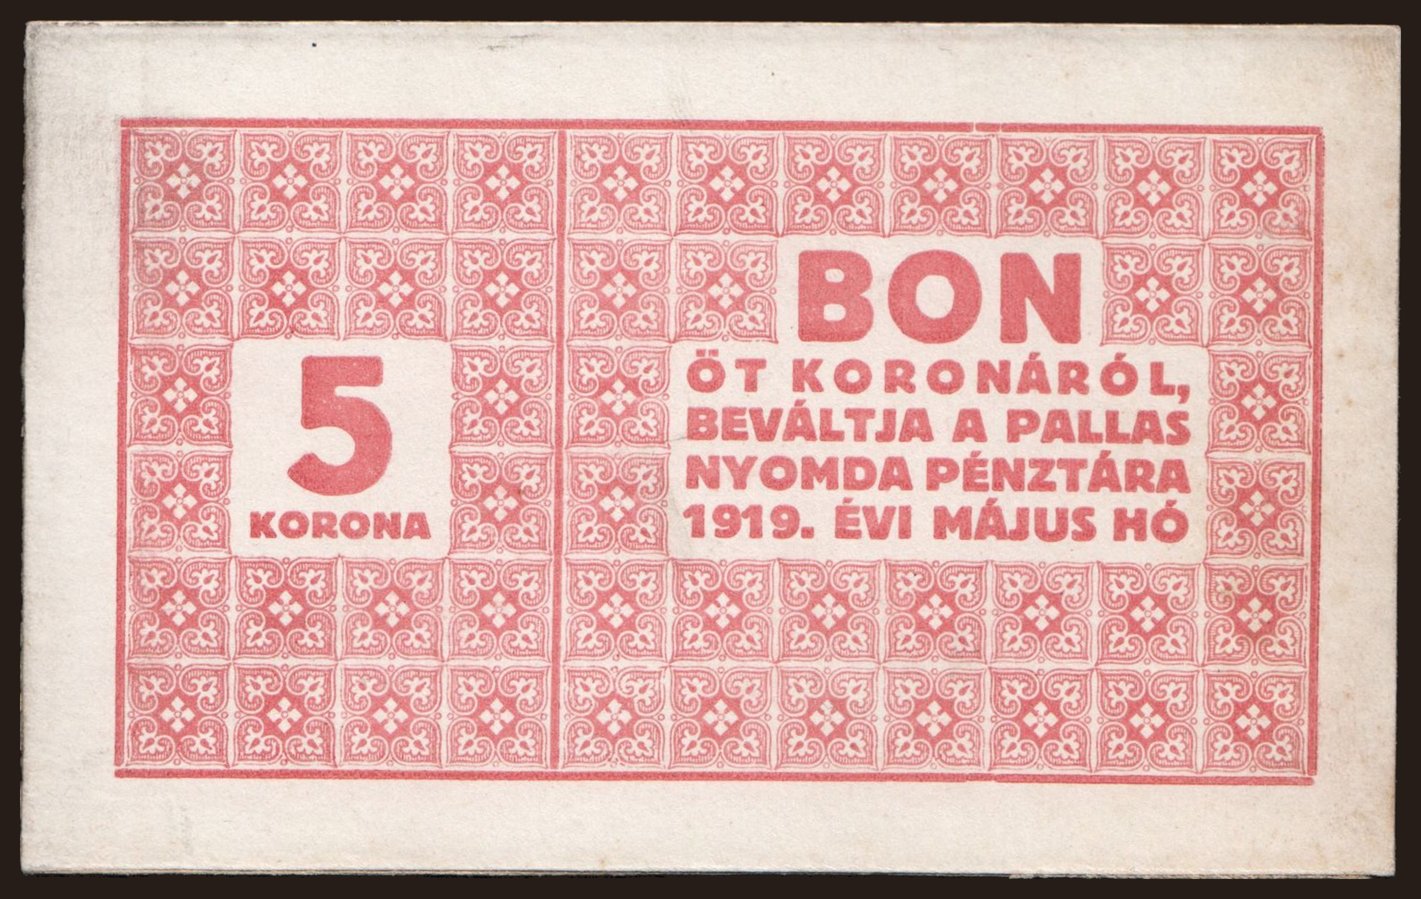 5
KORONA
BON
ÖT KORONÁRÓL,
BEVÁLTJA A PALLAS
NYOMDA PÉNZTÁRA
1919. ÉVI MÁJUS HÓ